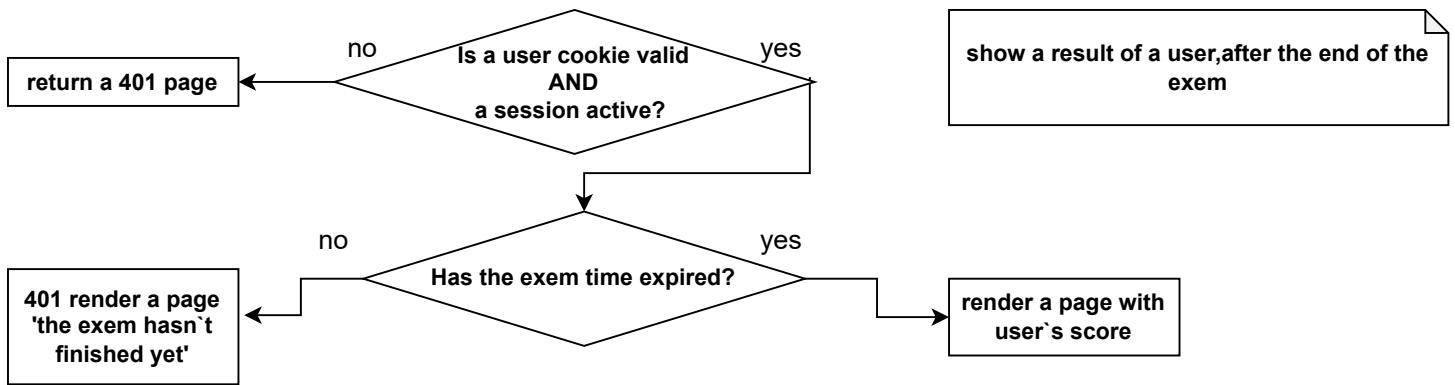 no
Is a user cookie valid
AND
a session active?
yes
return a 401 page
show a result of a user,after the end of the
exem
no
Has the exem time expired?
yes
401 render a page
'the exem hasn`t
finished yet'
render a page with
user`s score